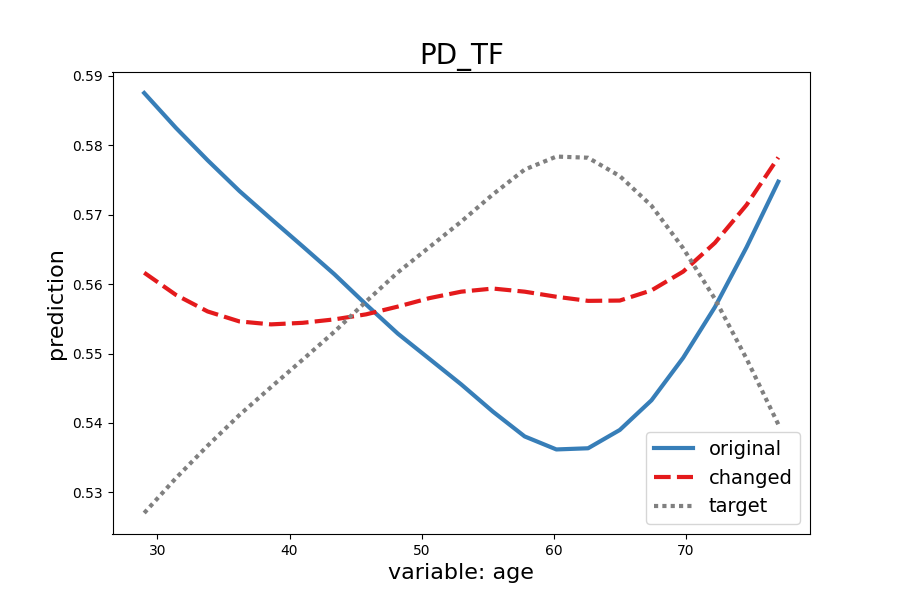 PD_TF
prediction
0.59
0.58
0.57
0.56
0.55
0.54
0.53
30 40 50 60 70
variable: age
original
changed
target